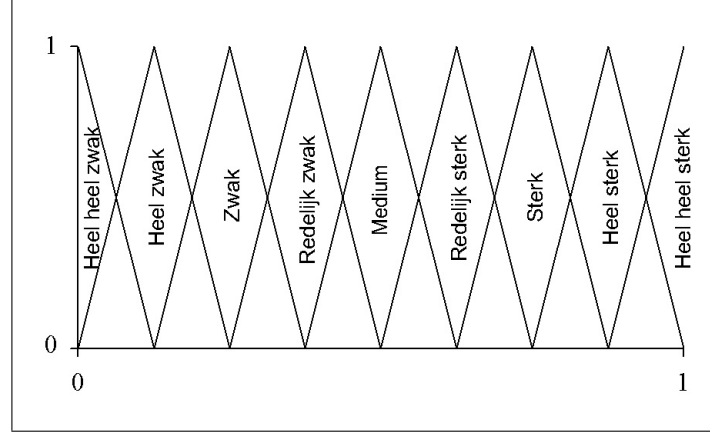 1
Heel heel zwak
Heel zwak
Zwak
Redelijk zwak
Medium
Redelijk sterk
Sterk
Heel sterk
Heel heel sterk
0
0
1